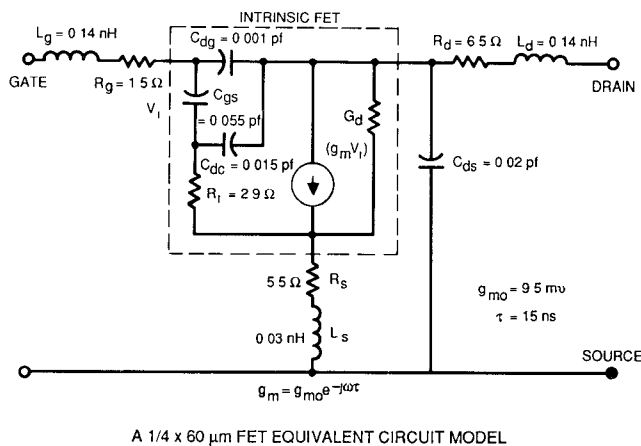 INTRINSIC FET
Lg = 0 14 nH
Cdg = 0 001 pf
Rd = 6 5 Ω
Ld = 0 14 nH
GATE
Rg = 1 5 Ω
DRAIN
VI
Cgs
= 0 055 pf
Gd
(gmVI)
Cdc = 0 015 pf
Cds = 0 02 pf
RI = 2 9 Ω
5 5 Ω
Rs
gmo = 9 5 mυ
τ = 15 ns
0 03 nH
Ls
SOURCE
gm = gmo e−jωτ
A 1/4 x 60 μm FET EQUIVALENT CIRCUIT MODEL